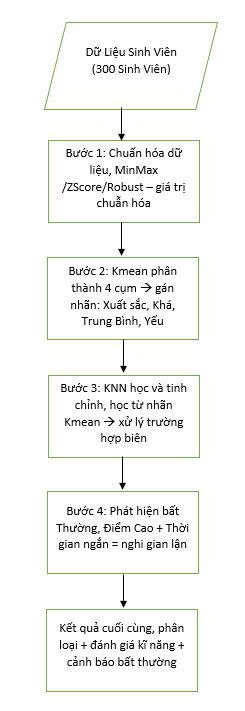 Dữ Liệu Sinh Viên
(300 Sinh Viên)
Bước 1: Chuấn hóa dữ
liệu, MinMax
/ZScore/Robust – giá trị
chuẫn hóa
Bước 2: Kmean phân
thành 4 cụm → gán
nhãn: Xuất sắc, Khá,
Trung Bình, Yếu
Bước 3: KNN học và tinh
chỉnh, học từ nhãn
Kmean → xử lý trường
hợp biên
Bước 4: Phát hiện bất
Thường, Điểm Cao + Thời
gian ngắn = nghi gian lận
Kết quả cuối cùng, phân
loại + đánh giá kĩ năng +
cảnh báo bất thường